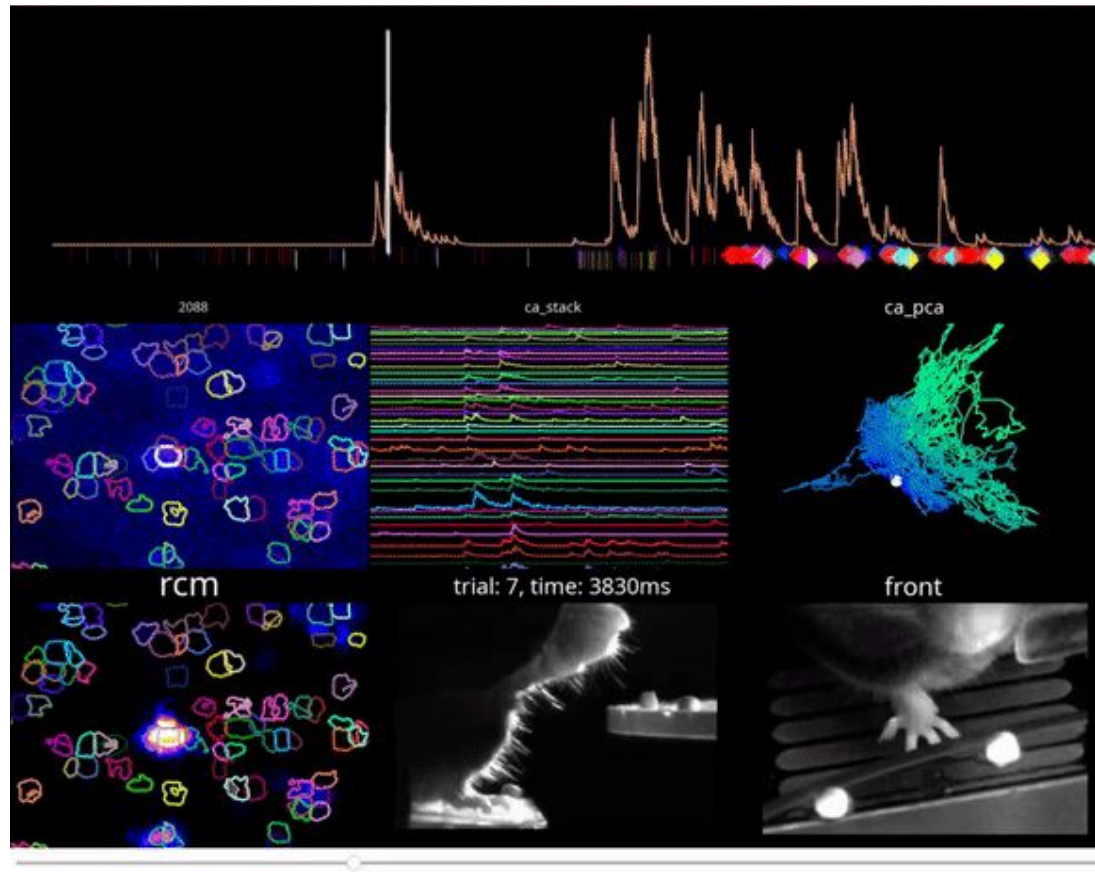 2088
ca_stack
ca_pca
rcm
trial: 7, time: 3830ms
front